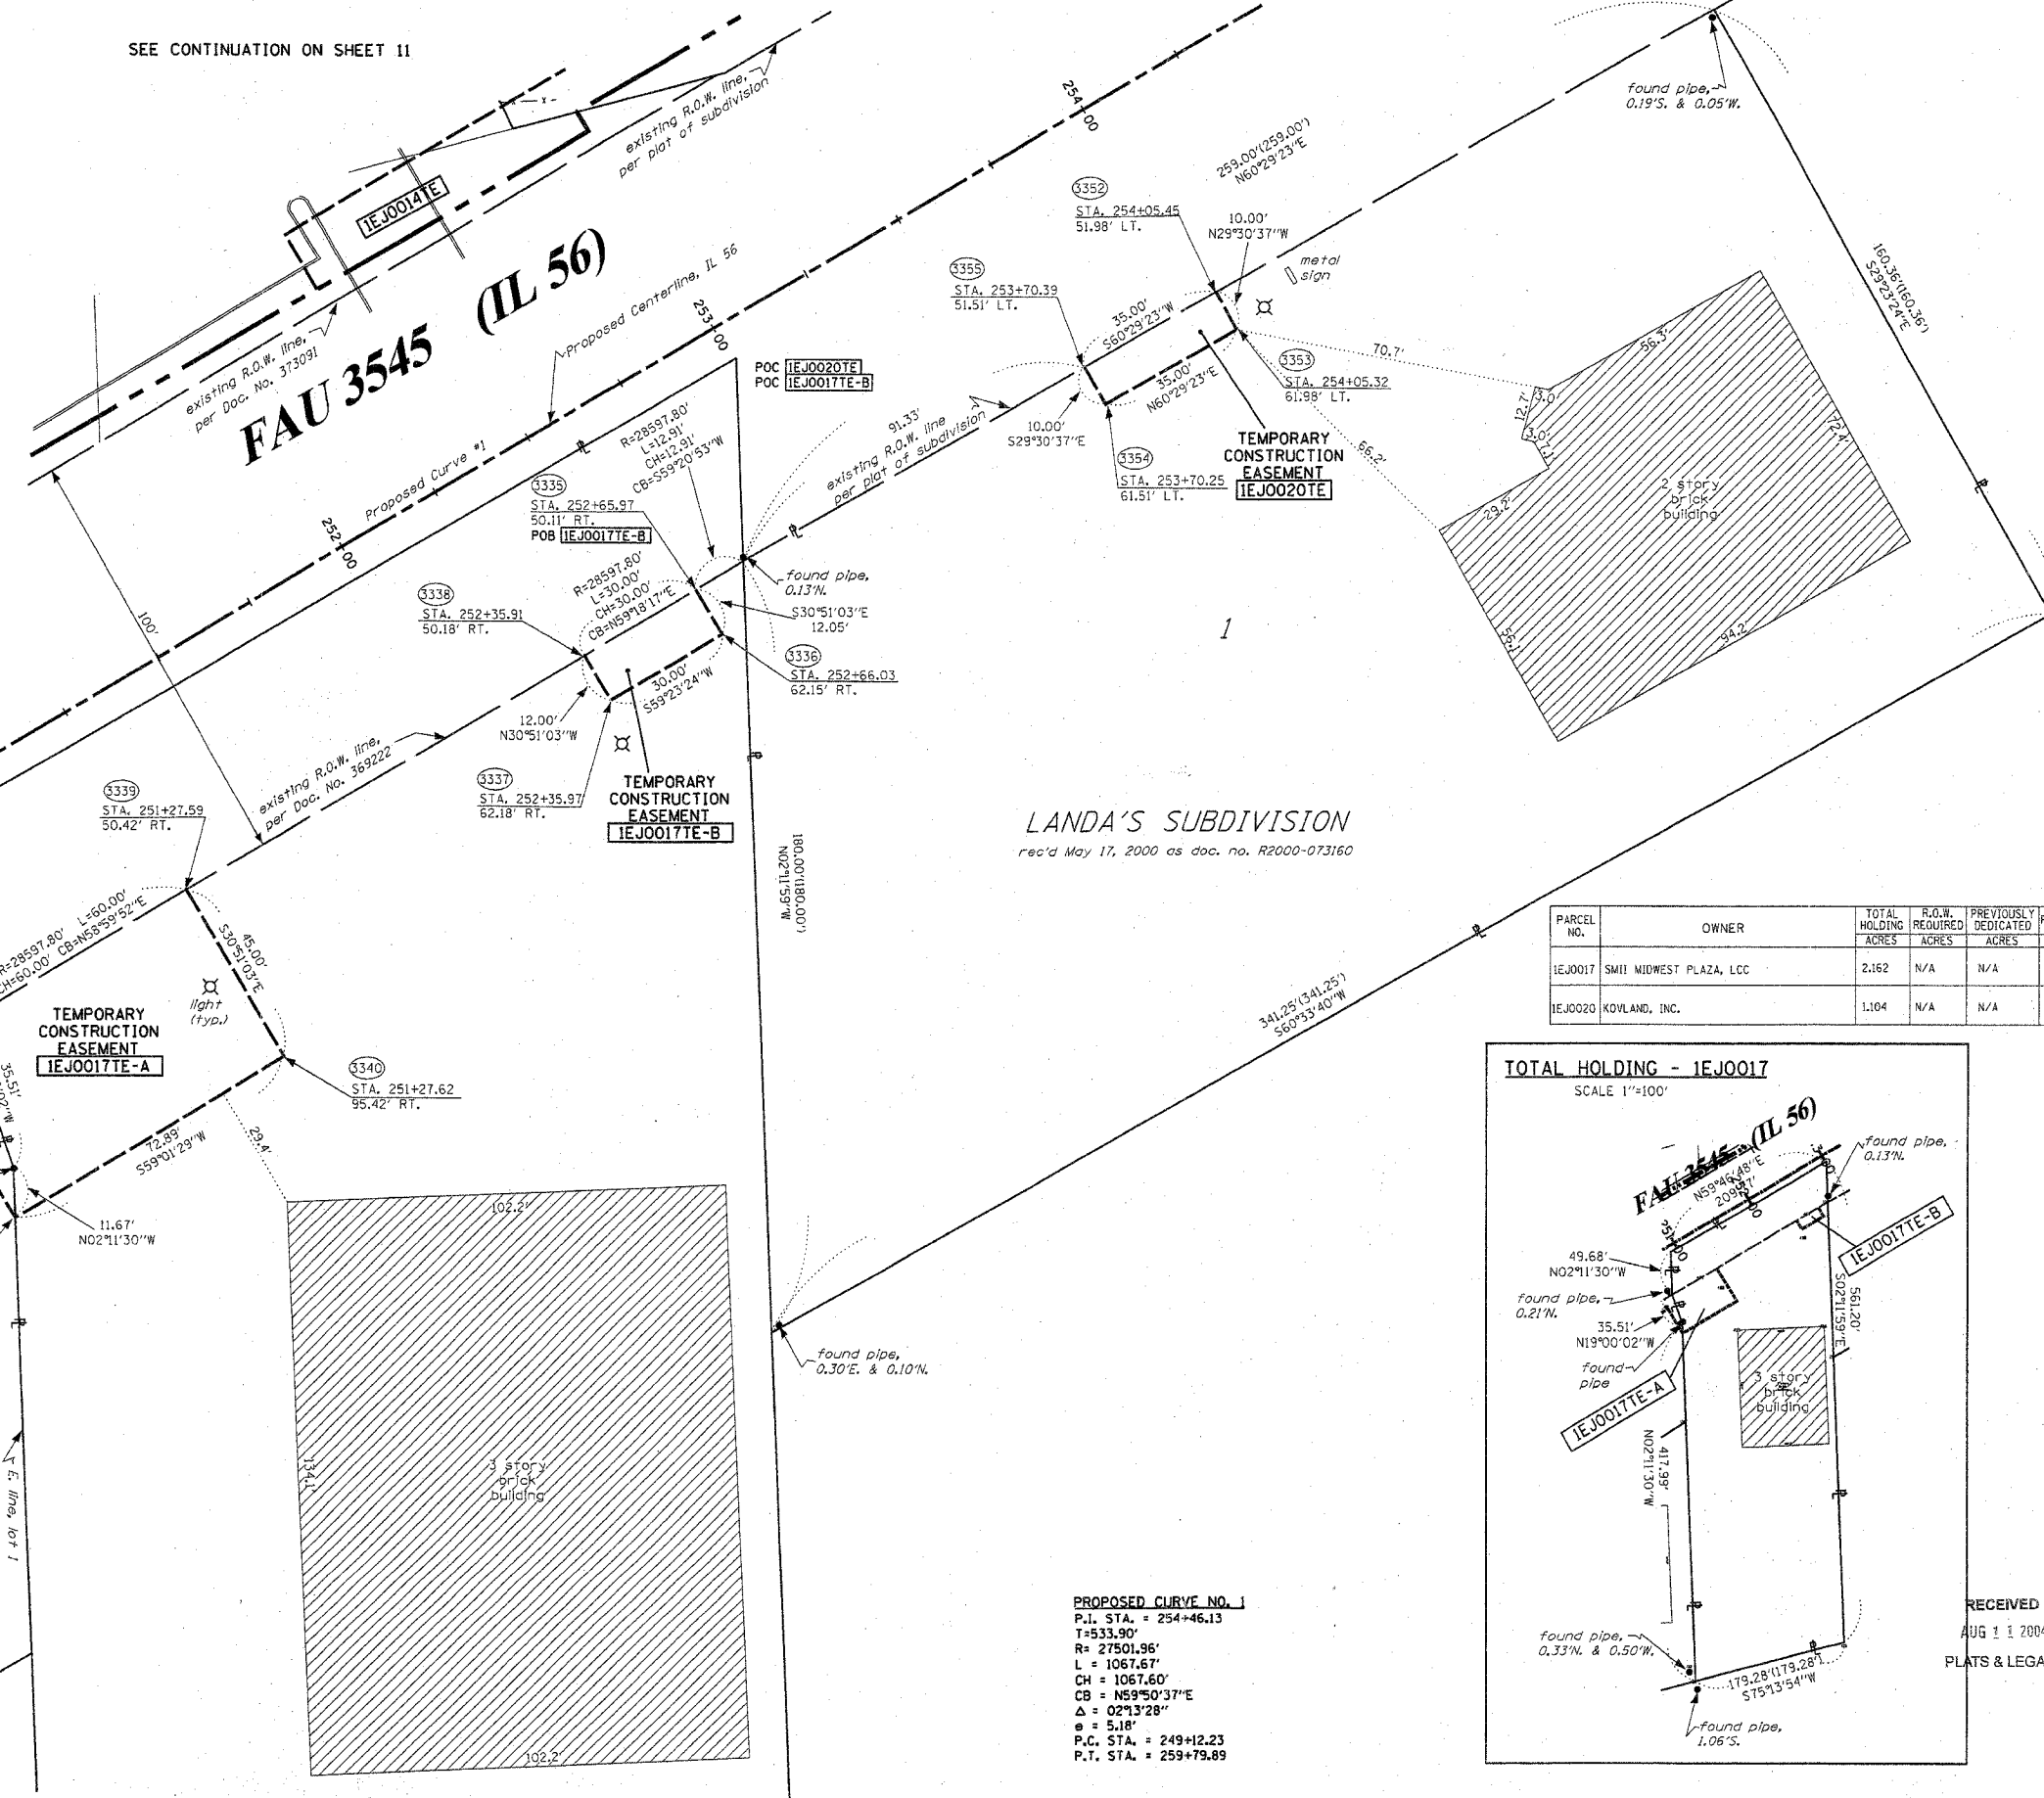 SEE CONTINUATION ON SHEET 11
existing R.O.W. line,
per plat of subdivision
1EJ0014TE
existing R.O.W. line,
per Doc. No. 373091
FAU 3545 (IL 56)
Proposed Centerline, IL 56
Proposed Curve #1
252+00
253+00
254+00
100'
POC 1EJ0020TE
POC 1EJ0017TE-B
R=28597.80'
L=12.91'
CH=12.91'
CB=S59°20'53"W
3335
STA. 252+65.97
50.11' RT.
POB 1EJ0017TE-B
3338
STA. 252+35.91
50.18' RT.
R=28597.80'
L=30.00'
CH=30.00'
CB=N59°18'17"E
found pipe,
0.13'N.
S30°51'03"E
12.05'
3336
STA. 252+66.03
62.15' RT.
30.00'
S59°23'24"W
12.00'
N30°51'03"W
3337
STA. 252+35.97
62.18' RT.
TEMPORARY
CONSTRUCTION
EASEMENT
1EJ0017TE-B
existing R.O.W. line,
per Doc. No. 369222
3339
STA. 251+27.59
50.42' RT.
R=28597.80' L=60.00'
CH=60.00' CB=N58°59'52"E
45.00'
S30°51'03"E
light
(typ.)
TEMPORARY
CONSTRUCTION
EASEMENT
1EJ0017TE-A
3340
STA. 251+27.62
95.42' RT.
35.51'
72.89'
S59°01'29"W
29.4'
11.67'
N02°11'30"W
E. line, lot 1
102.2'
134.1'
3 story
brick
building
102.2'
180.00'(180.00')
N02°11'59"W
found pipe,
0.30'E. & 0.10'N.
91.33'
existing R.O.W. line
per plat of subdivision
3352
STA. 254+05.45
51.98' LT.
3355
STA. 253+70.39
51.51' LT.
259.00'(259.00')
N60°29'23"E
10.00'
N29°30'37"W
metal
sign
35.00'
S60°29'23"W
35.00'
N60°29'23"E
10.00'
S29°30'37"E
3353
STA. 254+05.32
61.98' LT.
3354
STA. 253+70.25
61.51' LT.
TEMPORARY
CONSTRUCTION
EASEMENT
1EJ0020TE
70.7'
66.2'
found pipe,
0.19'S. & 0.05'W.
160.36'(160.36')
S29°23'24"E
56.3'
72.4'
12.7'
3.0'
3.0'
17.1'
29.2'
2 story
brick
building
56.1'
94.2'
1
LANDA'S SUBDIVISION
rec'd May 17, 2000 as doc. no. R2000-073160
341.25'(341.25')
S60°33'40"W
PARCEL NO. OWNER TOTAL HOLDING ACRES R.O.W. REQUIRED ACRES PREVIOUSLY DEDICATED ACRES
1EJ0017 SMII MIDWEST PLAZA, LCC 2.162 N/A N/A
1EJ0020 KOVLAND, INC. 1.104 N/A N/A
TOTAL HOLDING - 1EJ0017
SCALE 1"=100'
FAU 3545 (IL 56)
N59°46'48"E
found pipe,
0.13'N.
1EJ0017TE-B
49.68'
N02°11'30"W
found pipe,
0.21'N.
35.51'
N19°00'02"W
found
pipe
1EJ0017TE-A
561.20'
S02°11'59"E
3 story
brick
building
417.99'
N02°11'30"W
found pipe,
0.33'N. & 0.50'W.
179.28'(179.28')
S75°13'54"W
found pipe,
1.06'S.
PROPOSED CURVE NO. 1
P.I. STA. = 254+46.13
T=533.90'
R= 27501.96'
L = 1067.67'
CH = 1067.60'
CB = N59°50'37"E
Δ = 02°13'28"
e = 5.18'
P.C. STA. = 249+12.23
P.T. STA. = 259+79.89
RECEIVED
AUG 11 2004
PLATS & LEGA